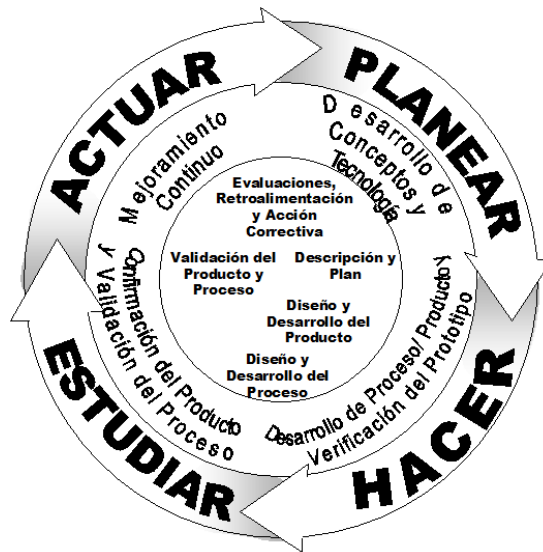 ACTUAR
PLANEAR
HACER
ESTUDIAR
Mejoramiento
Continuo
Desarrollo de
Conceptos y
Tecnología
Desarrollo de Proceso/ Producto y
Verificación del Prototipo
Confirmación del Producto
y Validación del Proceso
Evaluaciones,
Retroalimentación
y Acción
Correctiva
Validación del
Producto y
Proceso
Descripción y
Plan
Diseño y
Desarrollo del
Producto
Diseño y
Desarrollo del
Proceso